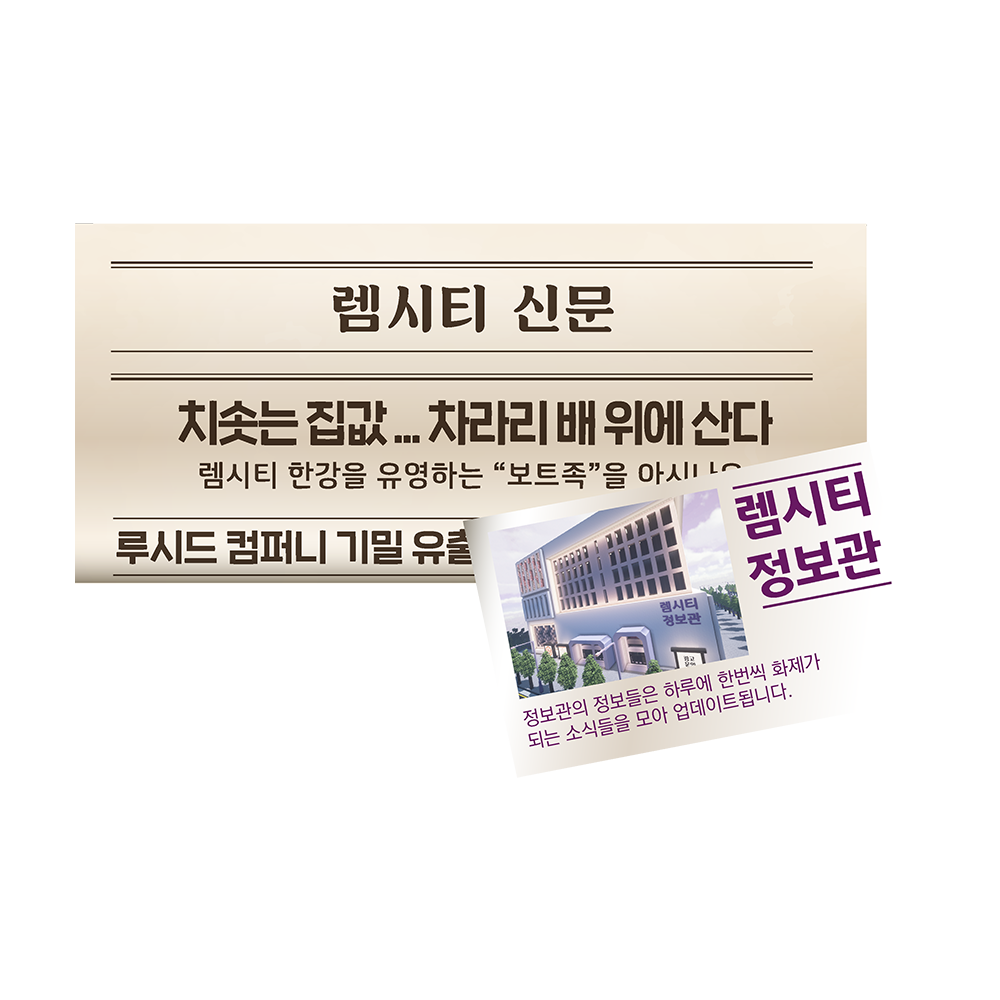 렘시티 신문
치솟는 집값... 차라리 배 위에 산다
렘시티 한강을 유영하는 “보트족”을
루시드 컴퍼니 기밀 유출
렘시티
정보관
렘시티
정보관
정보관의 정보들은 하루에 한번씩 화제가
되는 소식들을 모아 업데이트됩니다.